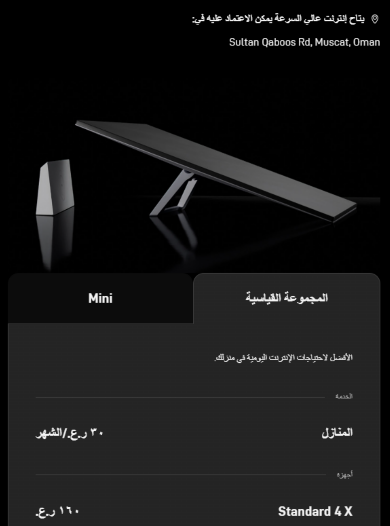 يتاح إنترنت عالي السرعة يمكن الاعتماد عليه في:
Sultan Qaboos Rd, Muscat, Oman
المجموعة القياسية
Mini
الأفضل لاحتياجات الإنترنت اليومية في منزلك.
الخدمة
المنازل
٣٠ ر.ع./الشهر
أجهزة
Standard 4 X
١٦٠ ر.ع.